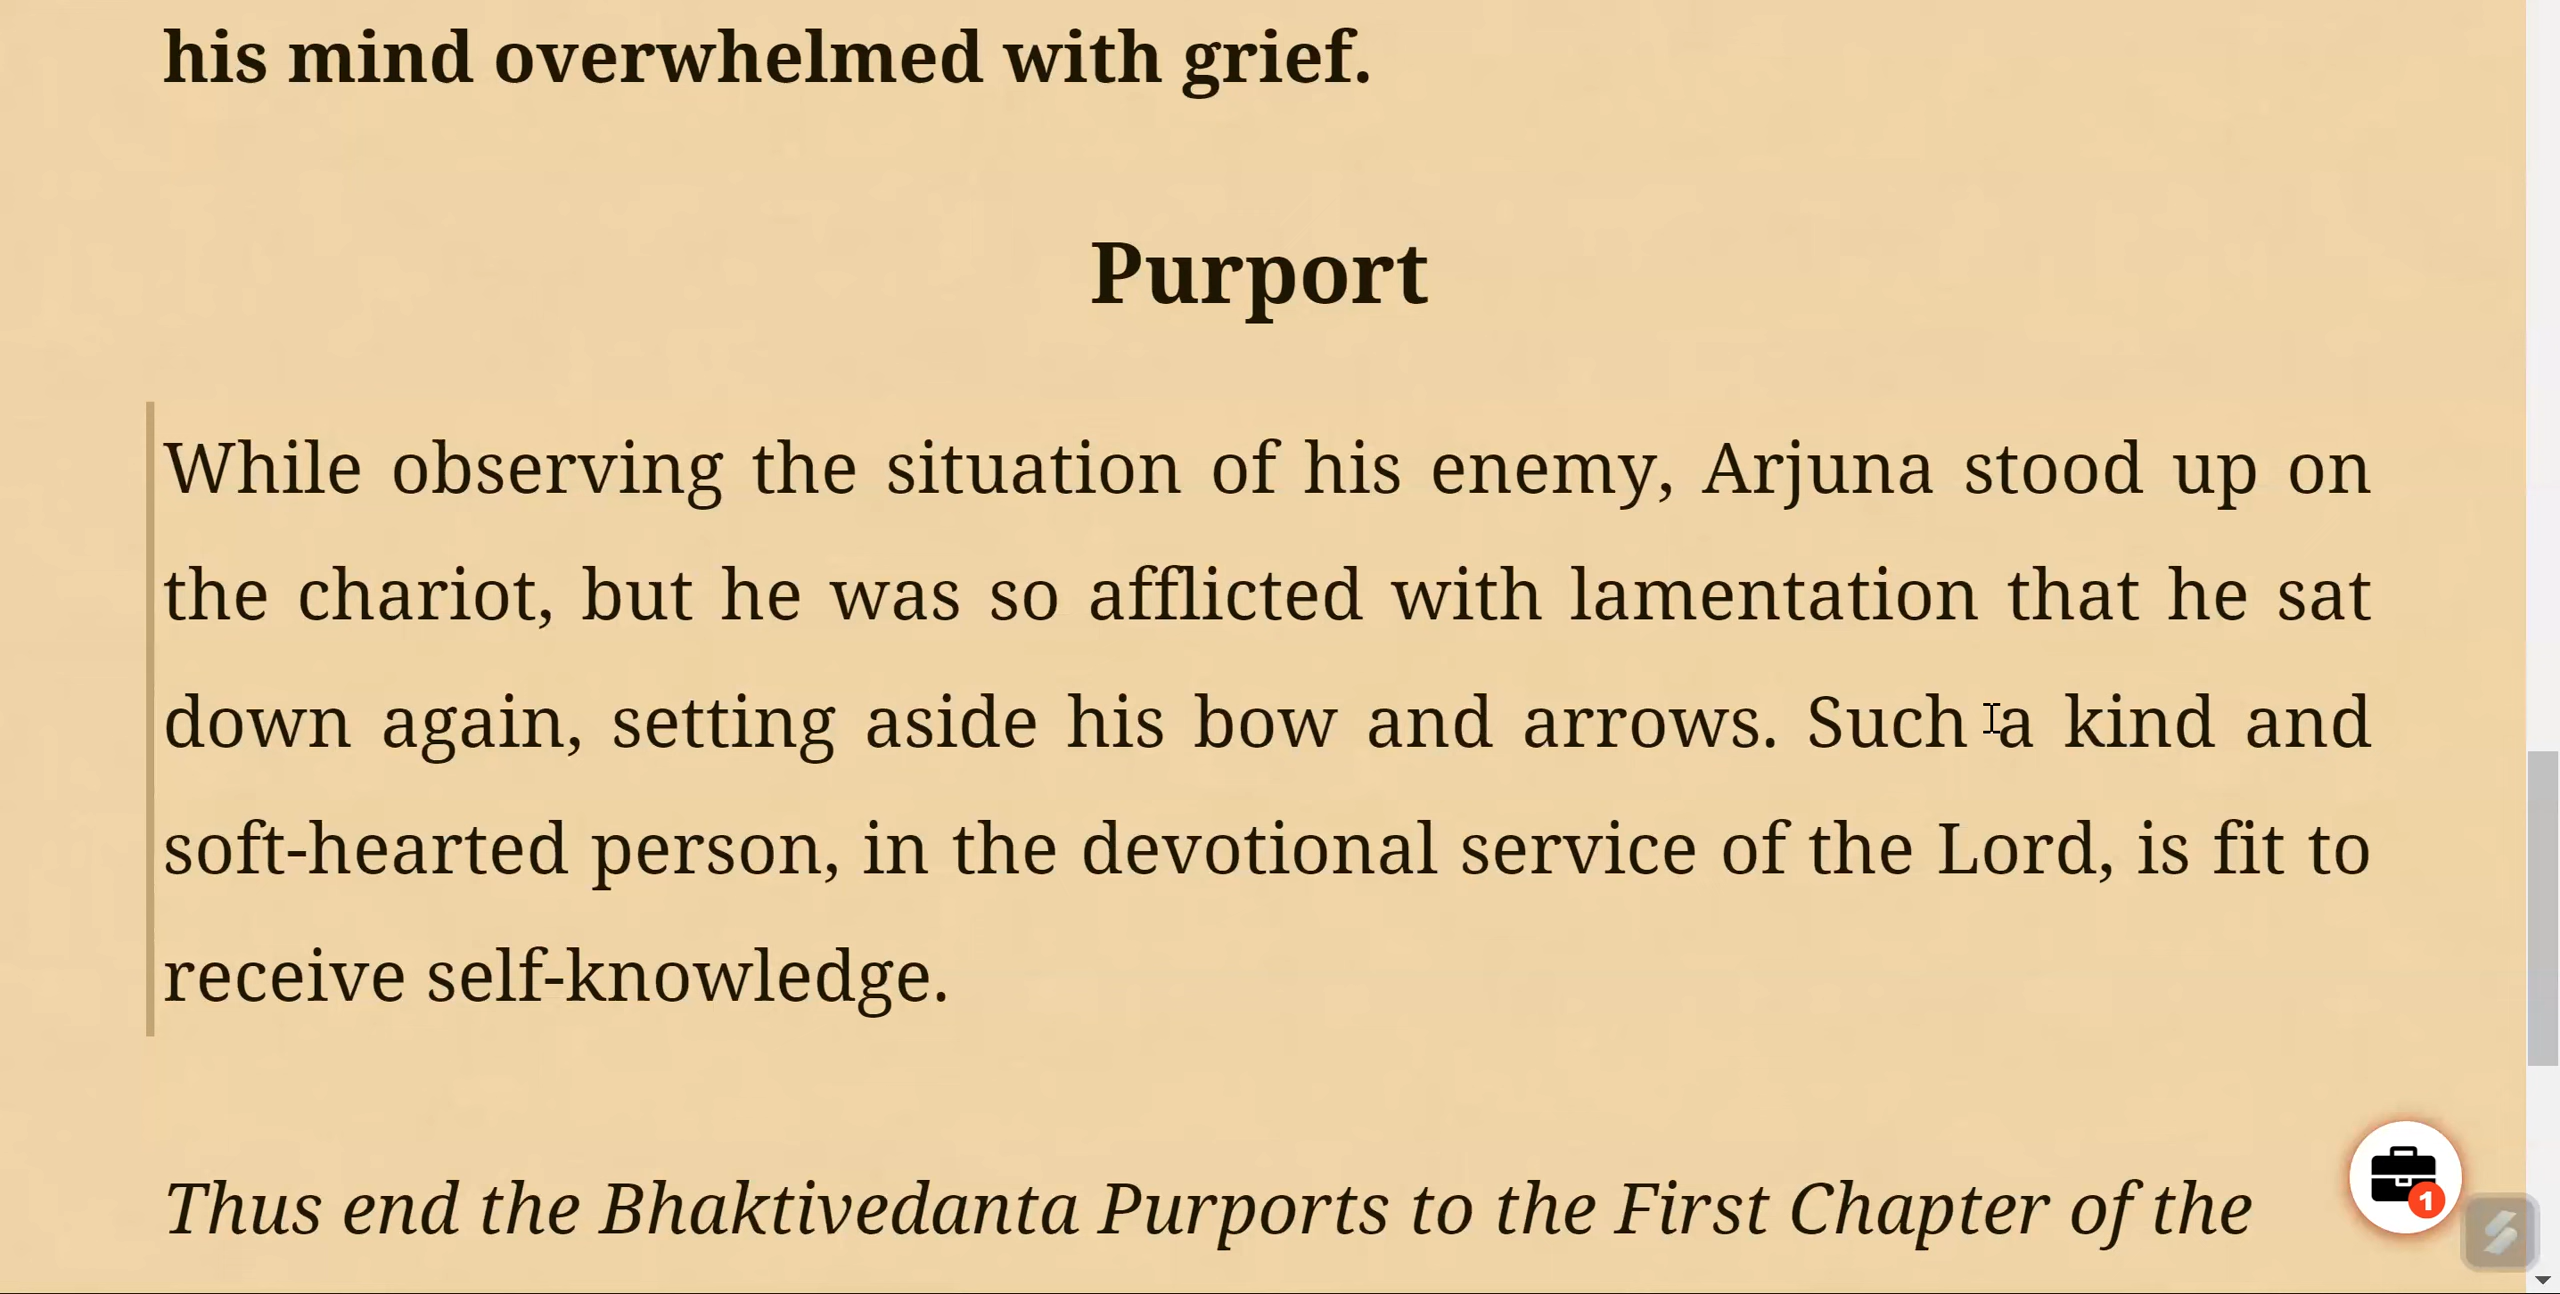 his mind overwhelmed with grief.
Purport
While observing the situation of his enemy, Arjuna stood up on
the chariot, but he was so afflicted with lamentation that he sat
down again, setting aside his bow and arrows. Such a kind and
soft-hearted person, in the devotional service of the Lord, is fit to
receive self-knowledge.
Thus end the Bhaktivedanta Purports to the First Chapter of the
1